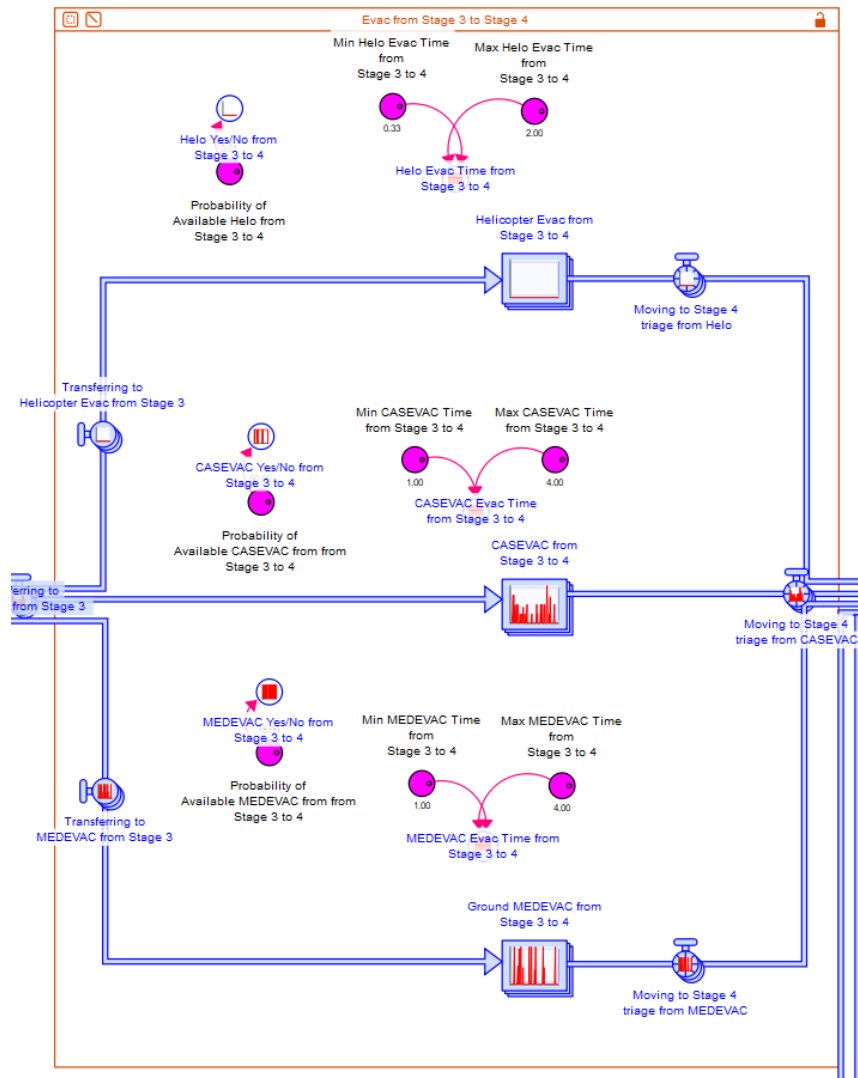 Evac from Stage 3 to Stage 4
Min Helo Evac Time
from
Stage 3 to 4
Max Helo Evac Time
from
Stage 3 to 4
0.33
2.00
Helo Yes/No from
Stage 3 to 4
Helo Evac Time from
Stage 3 to 4
Probability of
Available Helo from
Stage 3 to 4
Helicopter Evac from
Stage 3 to 4
Moving to Stage 4
triage from Helo
Transferring to
Helicopter Evac from Stage 3
Min CASEVAC Time
from Stage 3 to 4
Max CASEVAC Time
from Stage 3 to 4
1.00
4.00
CASEVAC Yes/No from
Stage 3 to 4
CASEVAC Evac Time
from Stage 3 to 4
Probability of
Available CASEVAC from from
Stage 3 to 4
CASEVAC from
Stage 3 to 4
erring to
from Stage 3
Moving to Stage 4
triage from CASEVAC
MEDEVAC Yes/No from
Stage 3 to 4
Min MEDEVAC Time
from
Stage 3 to 4
Max MEDEVAC Time
from
Stage 3 to 4
1.00
4.00
Probability of
Available MEDEVAC from from
Stage 3 to 4
Transferring to
MEDEVAC from Stage 3
MEDEVAC Evac Time from
Stage 3 to 4
Ground MEDEVAC from
Stage 3 to 4
Moving to Stage 4
triage from MEDEVAC